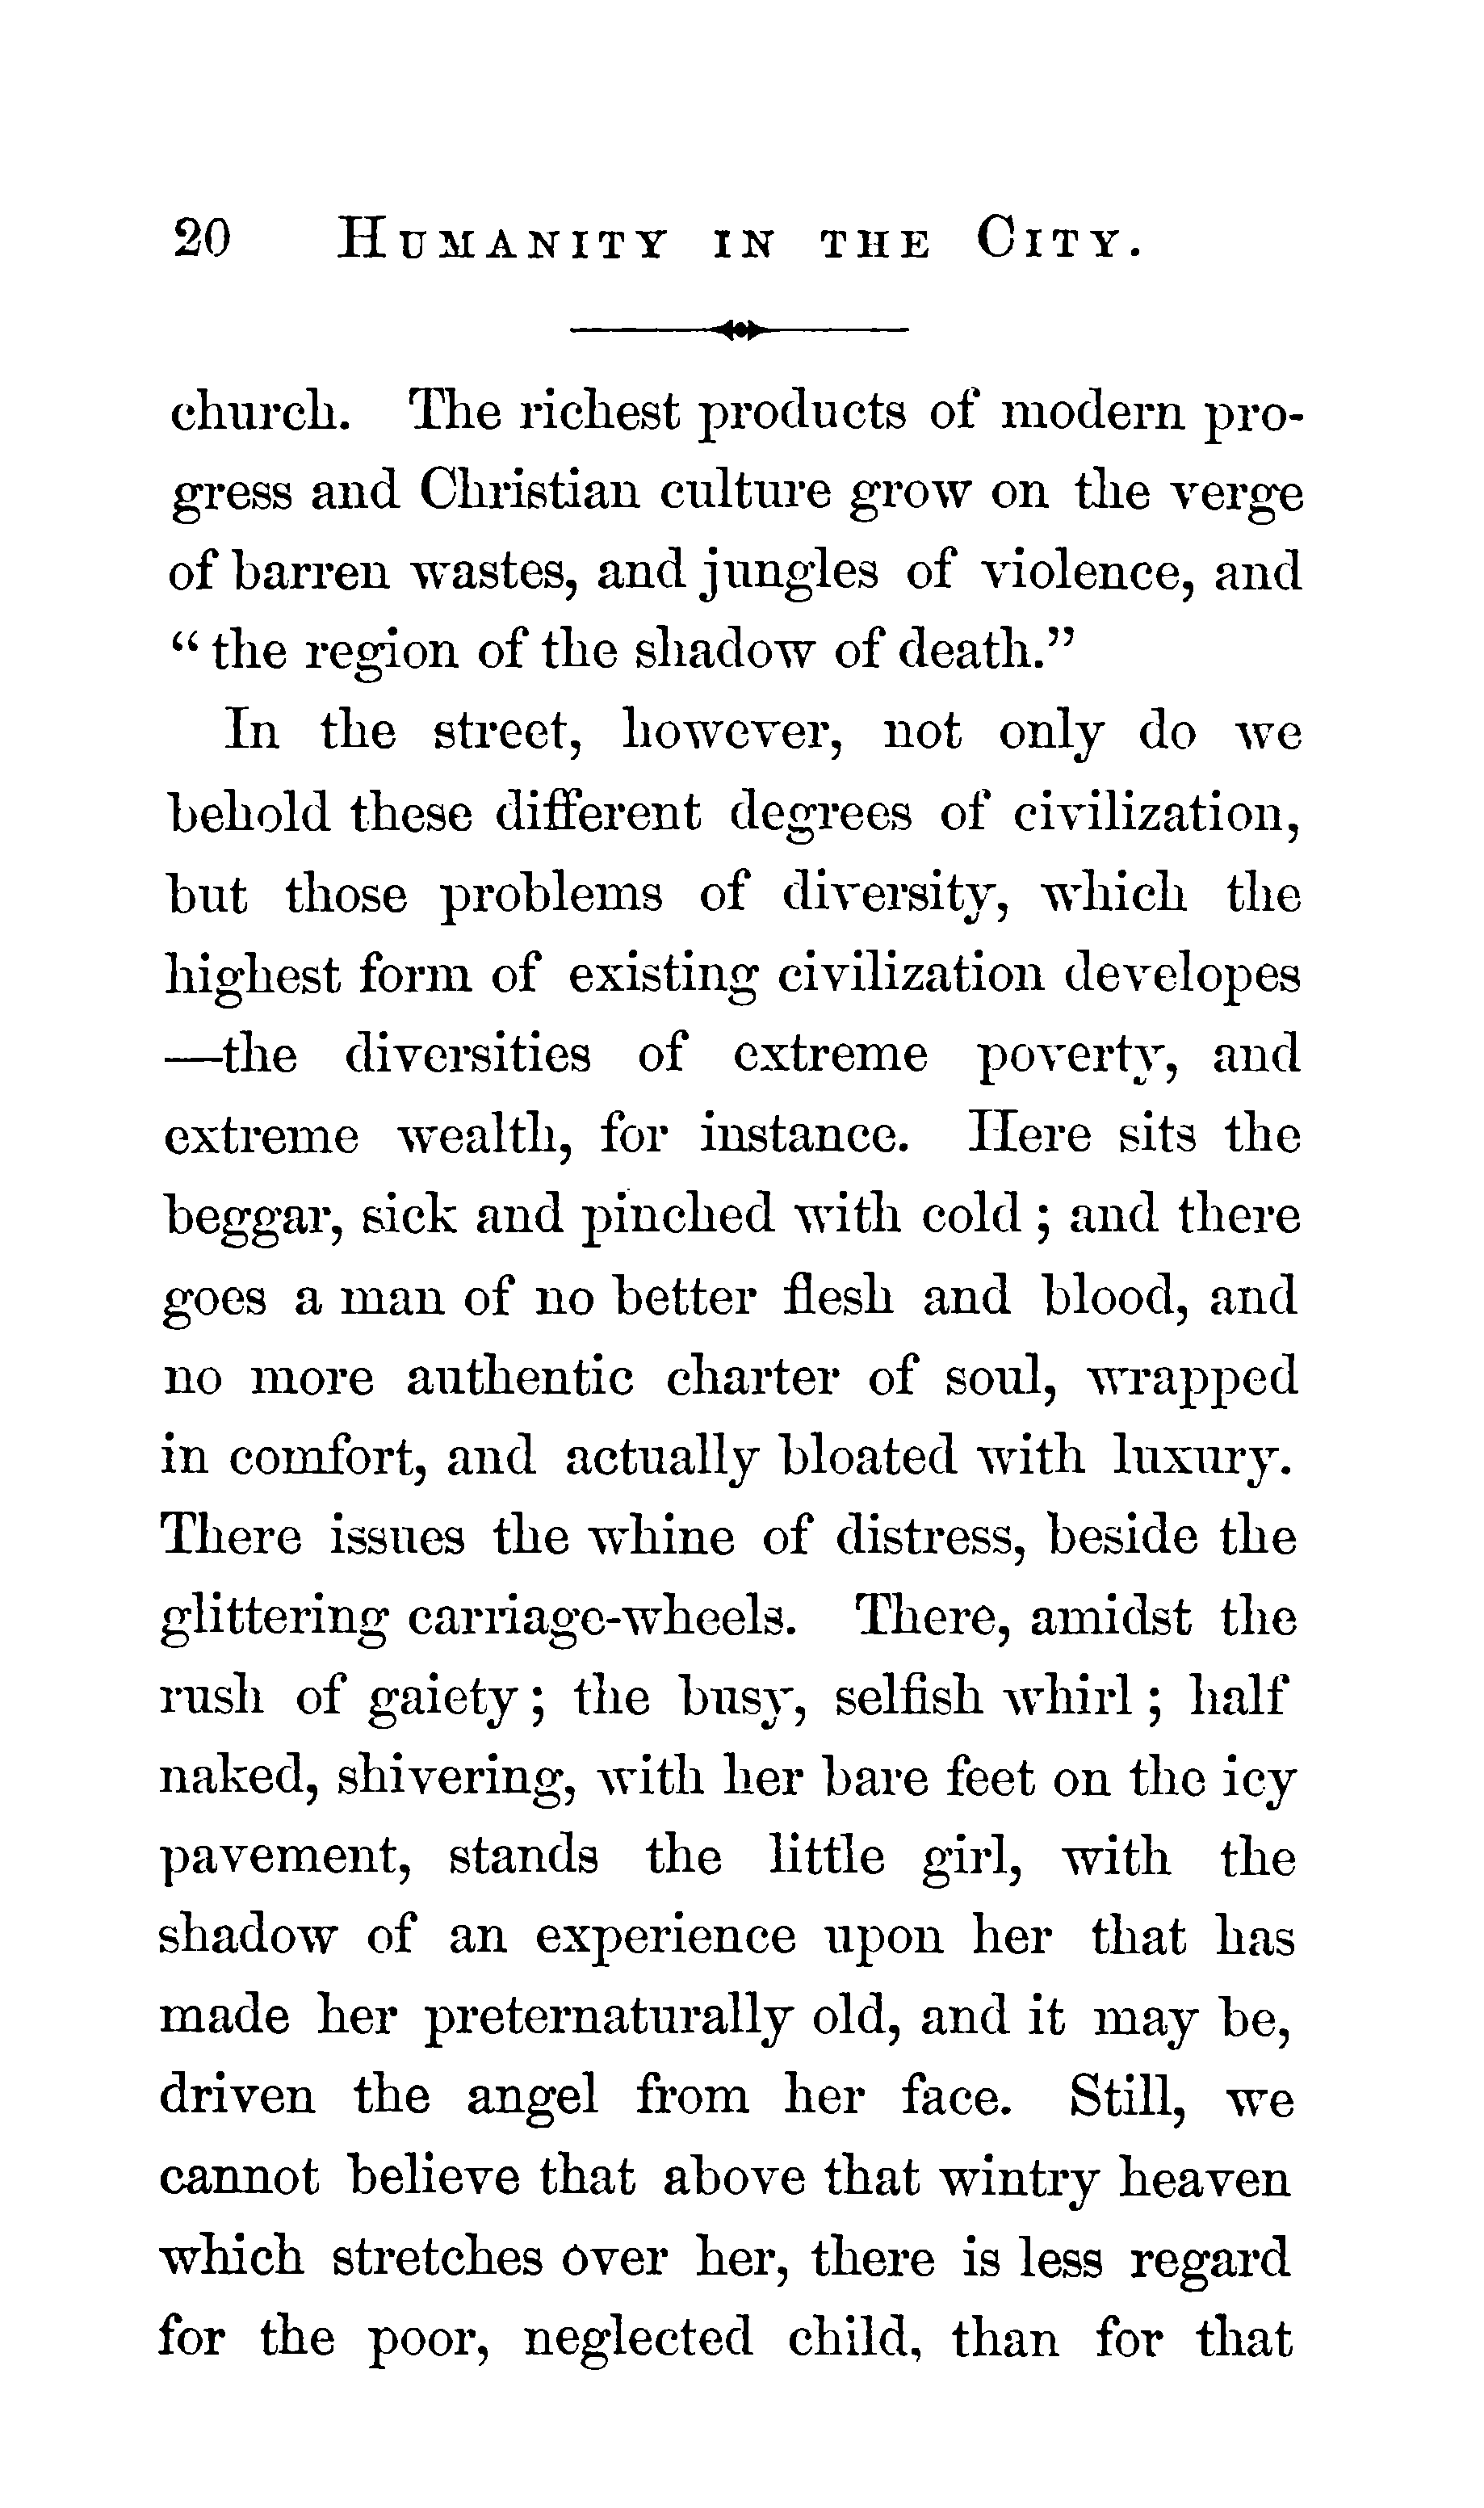 20 HUMANITY IN THE CITY.
church. The richest products of modern pro-
gress and Christian culture grow on the verge
of barren wastes, and jungles of violence, and
“ the region of the shadow of death.”
In the street, however, not only do we
behold these different degrees of civilization,
but those problems of diversity, which the
highest form of existing civilization developes
—the diversities of extreme poverty, and
extreme wealth, for instance. Here sits the
beggar, sick and pinched with cold ; and there
goes a man of no better flesh and blood, and
no more authentic charter of soul, wrapped
in comfort, and actually bloated with luxury.
There issues the whine of distress, beside the
glittering carriage-wheels. There, amidst the
rush of gaiety ; the busy, selfish whirl ; half
naked, shivering, with her bare feet on the icy
pavement, stands the little girl, with the
shadow of an experience upon her that has
made her preternaturally old, and it may be,
driven the angel from her face. Still, we
cannot believe that above that wintry heaven
which stretches over her, there is less regard
for the poor, neglected child, than for that